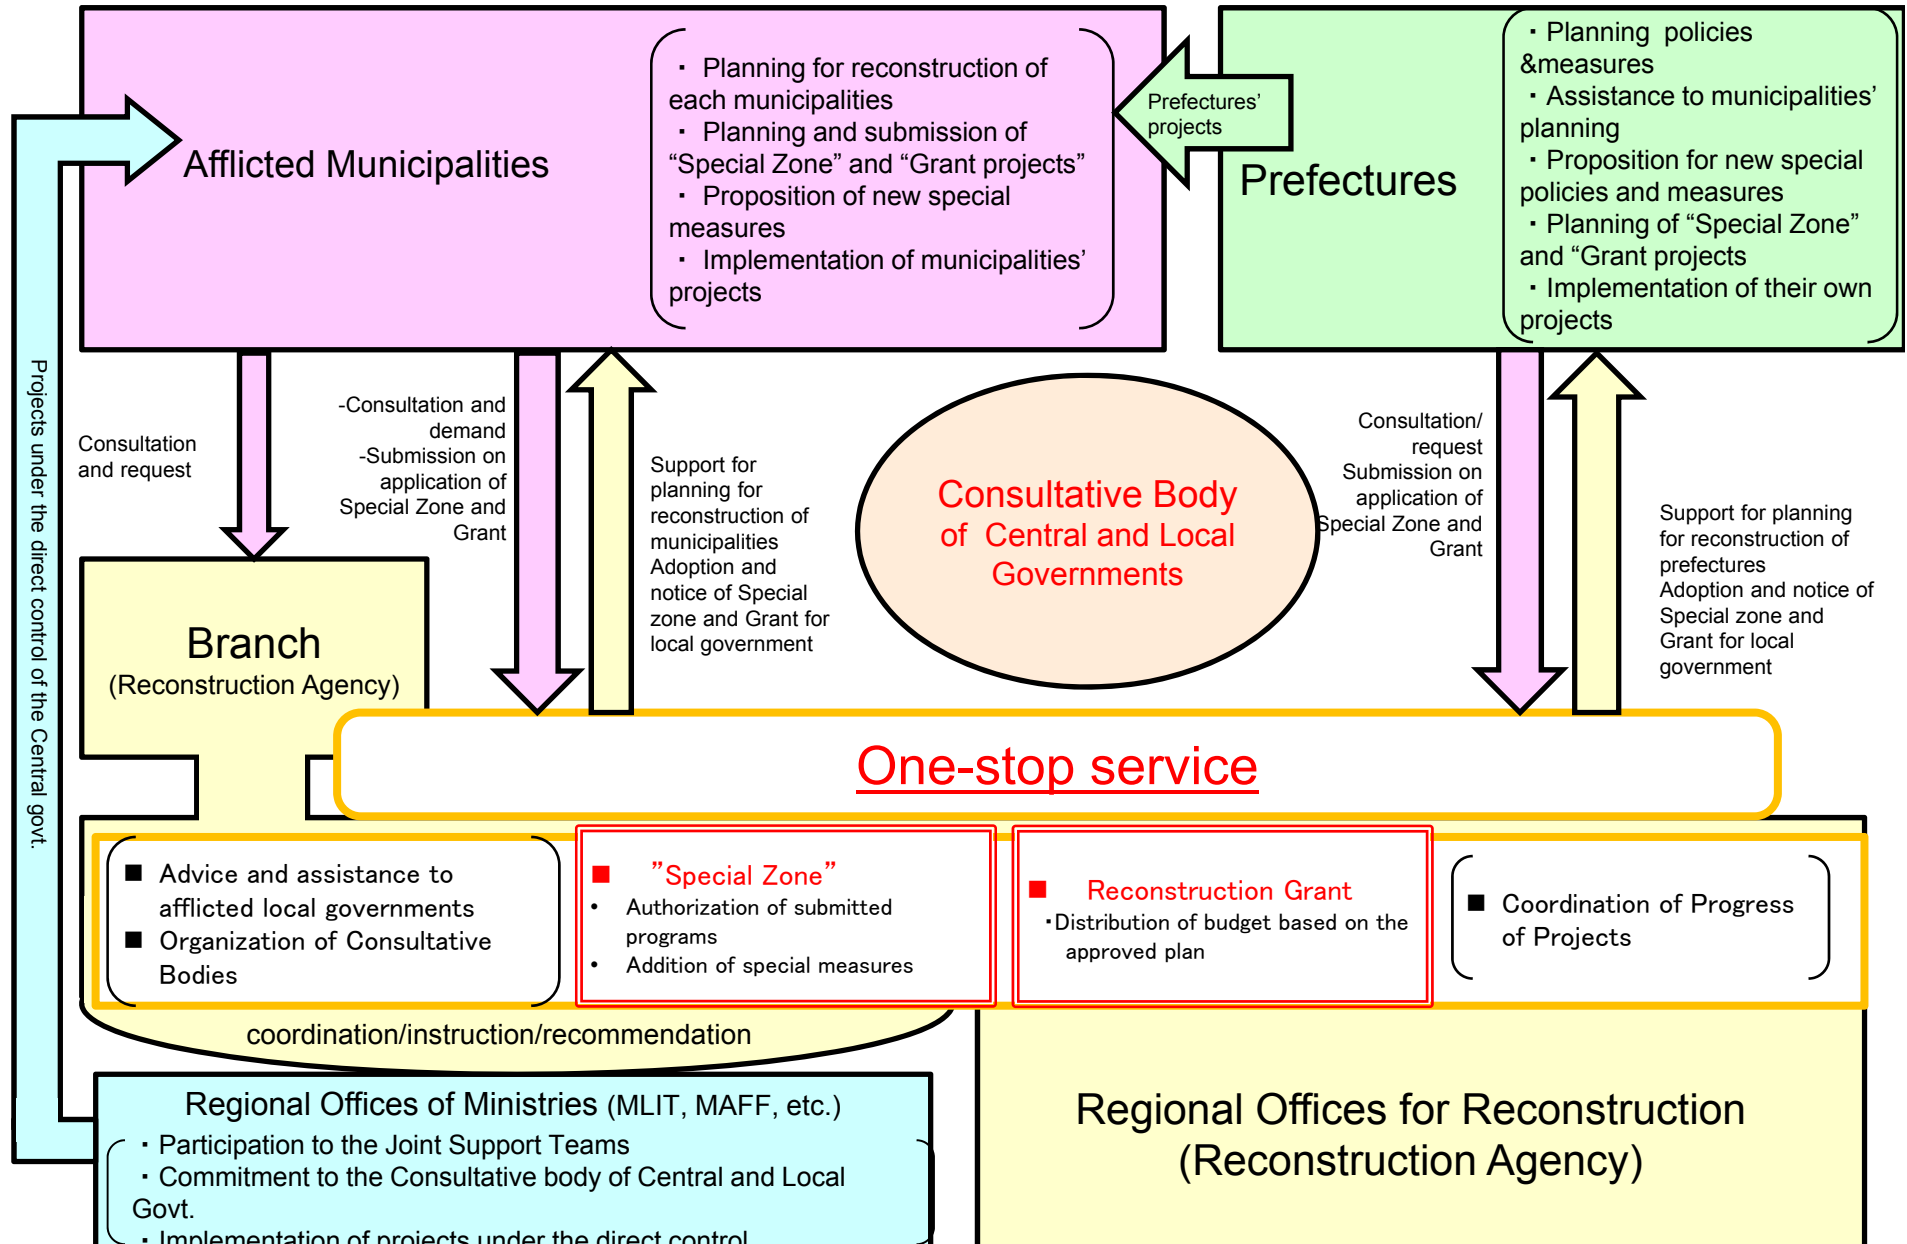 Afflicted Municipalities
・ Planning for reconstruction of
each municipalities
・ Planning and submission of
“Special Zone” and “Grant projects”
・ Proposition of new special
measures
・ Implementation of municipalities’
projects
Prefectures’
projects
Prefectures
・Planning policies
&measures
・Assistance to municipalities’
planning
・Proposition for new special
policies and measures
・Planning of “Special Zone”
and “Grant projects
・Implementation of their own
projects
Projects under the direct control of the Central govt.
Consultation
and request
-Consultation and
demand
-Submission on
application of
Special Zone and
Grant
Support for
planning for
reconstruction of
municipalities
Adoption and
notice of Special
zone and Grant for
local government
Consultative Body
of Central and Local
Governments
Consultation/
request
Submission on
application of
Special Zone and
Grant
Support for planning
for reconstruction of
prefectures
Adoption and notice of
Special zone and
Grant for local
government
Branch
(Reconstruction Agency)
One-stop service
■ Advice and assistance to
afflicted local governments
■ Organization of Consultative
Bodies
■ ”Special Zone”
• Authorization of submitted
programs
• Addition of special measures
■ Reconstruction Grant
・Distribution of budget based on the
approved plan
■ Coordination of Progress
of Projects
coordination/instruction/recommendation
Regional Offices of Ministries (MLIT, MAFF, etc.)
・Participation to the Joint Support Teams
・Commitment to the Consultative body of Central and Local
Govt.
・Implementation of projects under the direct control
Regional Offices for Reconstruction
(Reconstruction Agency)